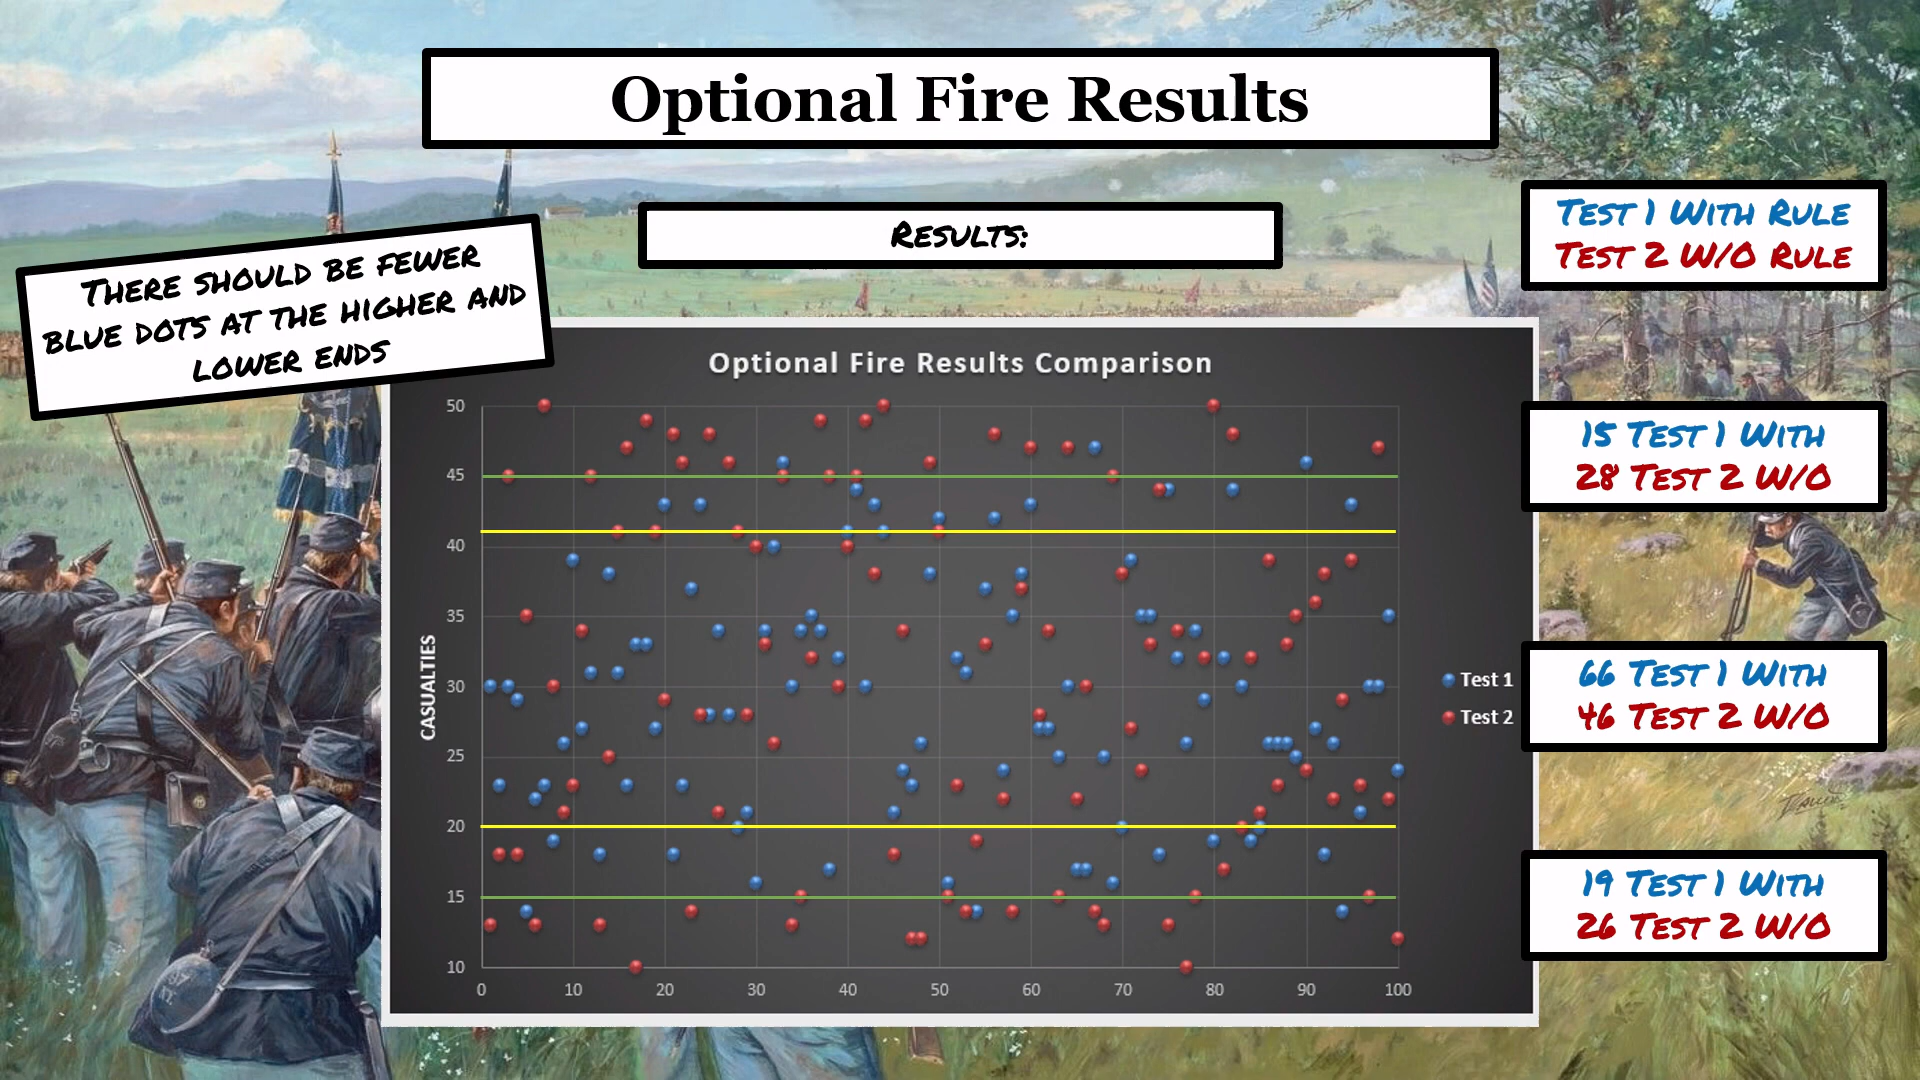 Optional Fire Results
Results:
There should be fewer
blue dots at the higher and
lower ends
Test 1 With Rule
Test 2 W/O Rule
15 Test 1 With
28 Test 2 W/O
66 Test 1 With
46 Test 2 W/O
19 Test 1 With
26 Test 2 W/O
Optional Fire Results Comparison
CASUALTIES
50
45
40
35
30
25
20
15
10
0 10 20 30 40 50 60 70 80 90 100
Test 1
Test 2